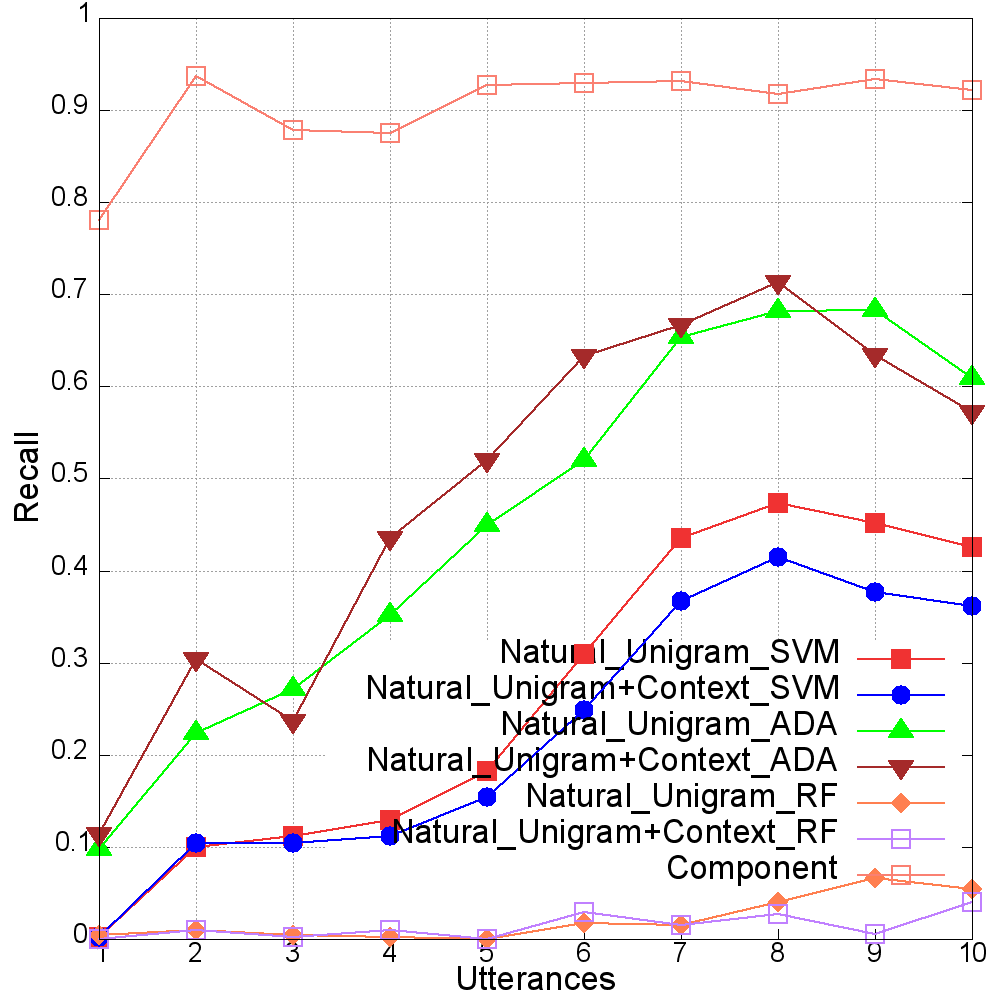 1
0.9
0.8
0.7
0.6
0.5
0.4
0.3
0.2
0.1
0
Recall
Natural_Unigram_SVM
Natural_Unigram+Context_SVM
Natural_Unigram_ADA
Natural_Unigram+Context_ADA
Natural_Unigram_RF
Natural_Unigram+Context_RF
Component
1 2 3 4 5 6 7 8 9 10
Utterances